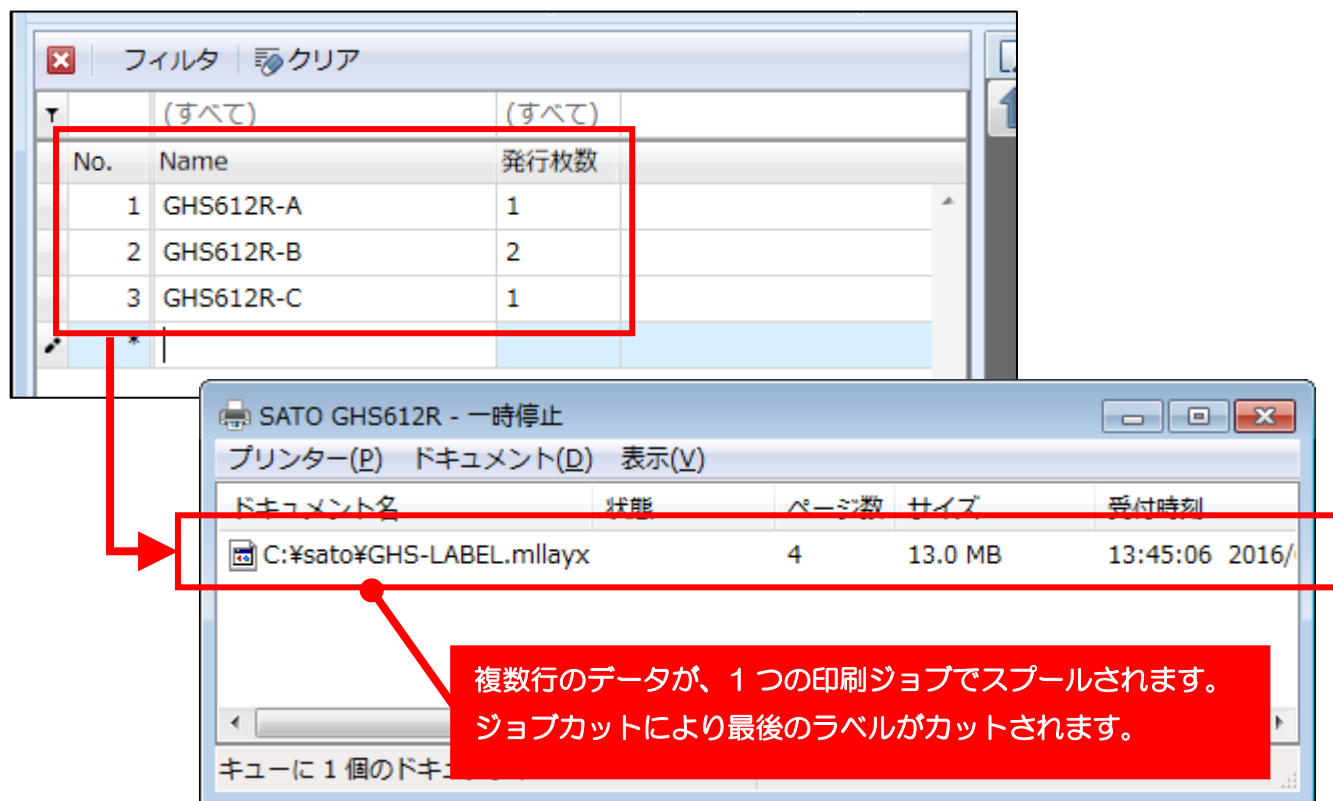 フィルタ クリア
(すべて) (すべて)
No. Name 発行枚数
1 GHS612R-A 1
2 GHS612R-B 2
3 GHS612R-C 1
*
SATO GHS612R - 一時停止
プリンター(P) ドキュメント(D) 表示(V)
ドキュメント名 状態 ページ数 サイズ 受付時刻
C:¥sato¥GHS-LABEL.mllayx 4 13.0 MB 13:45:06 2016/
複数行のデータが、1つの印刷ジョブでスプールされます。
ジョブカットにより最後のラベルがカットされます。
キューに 1 個のドキ